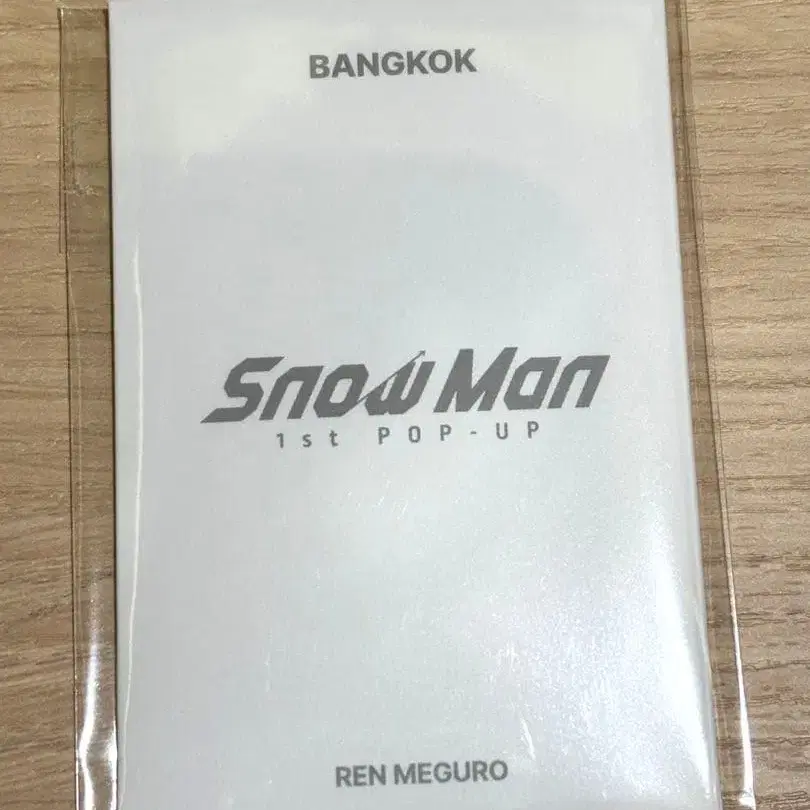 BANGKOK
Snow Man
1st POP-UP
REN MEGURO